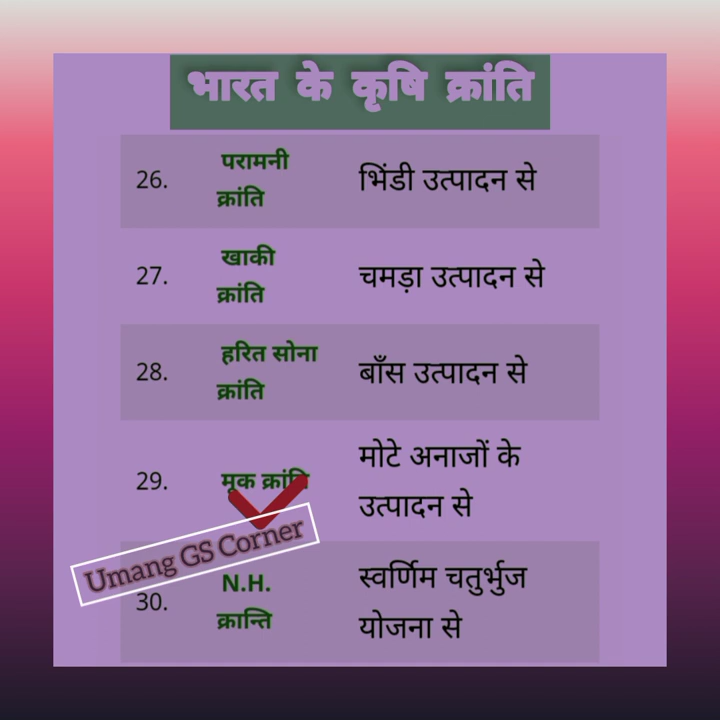 भारत के कृषि क्रांति
26. परामनी क्रांति भिंडी उत्पादन से
27. खाकी क्रांति चमड़ा उत्पादन से
28. हरित सोना क्रांति बाँस उत्पादन से
29. मूक क्रांति मोटे अनाजों के उत्पादन से
Umang GS Corner
30. N.H. क्रान्ति स्वर्णिम चतुर्भुज योजना से